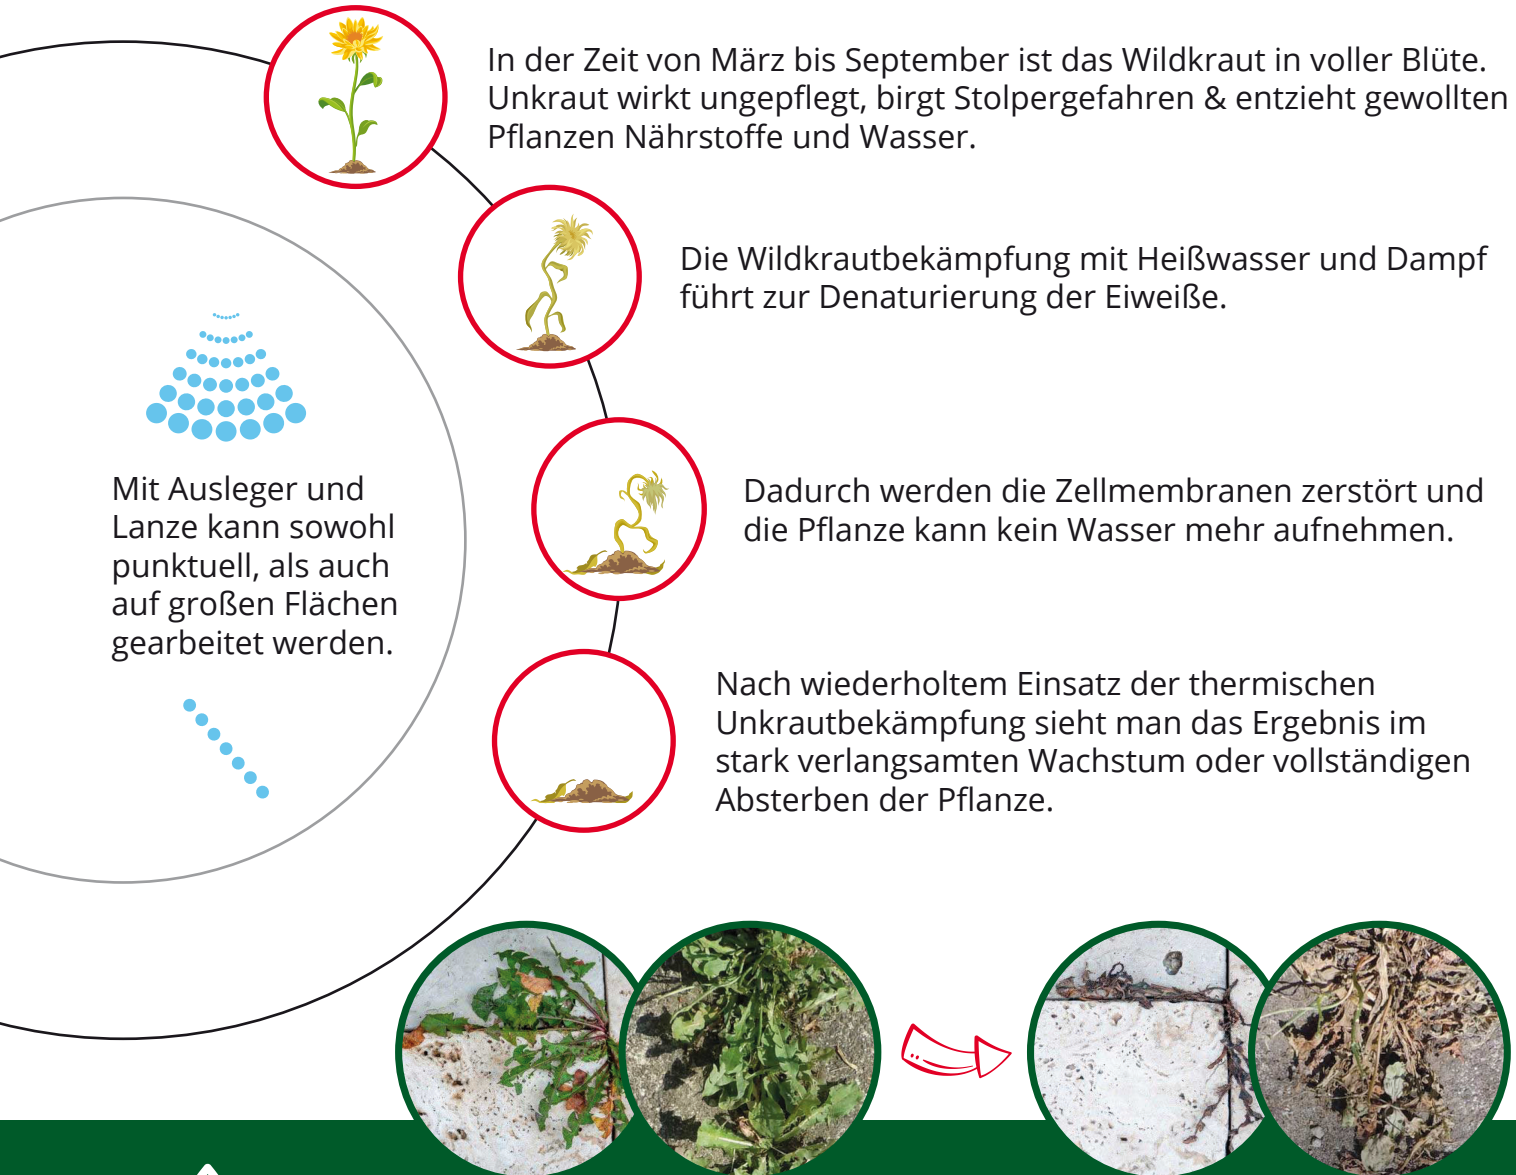 In der Zeit von März bis September ist das Wildkraut in voller Blüte.
Unkraut wirkt ungepflegt, birgt Stolpergefahren & entzieht gewollten
Pflanzen Nährstoffe und Wasser.
Die Wildkrautbekämpfung mit Heißwasser und Dampf
führt zur Denaturierung der Eiweiße.
Mit Ausleger und
Lanze kann sowohl
punktuell, als auch
auf großen Flächen
gearbeitet werden.
Dadurch werden die Zellmembranen zerstört und
die Pflanze kann kein Wasser mehr aufnehmen.
Nach wiederholtem Einsatz der thermischen
Unkrautbekämpfung sieht man das Ergebnis im
stark verlangsamten Wachstum oder vollständigen
Absterben der Pflanze.